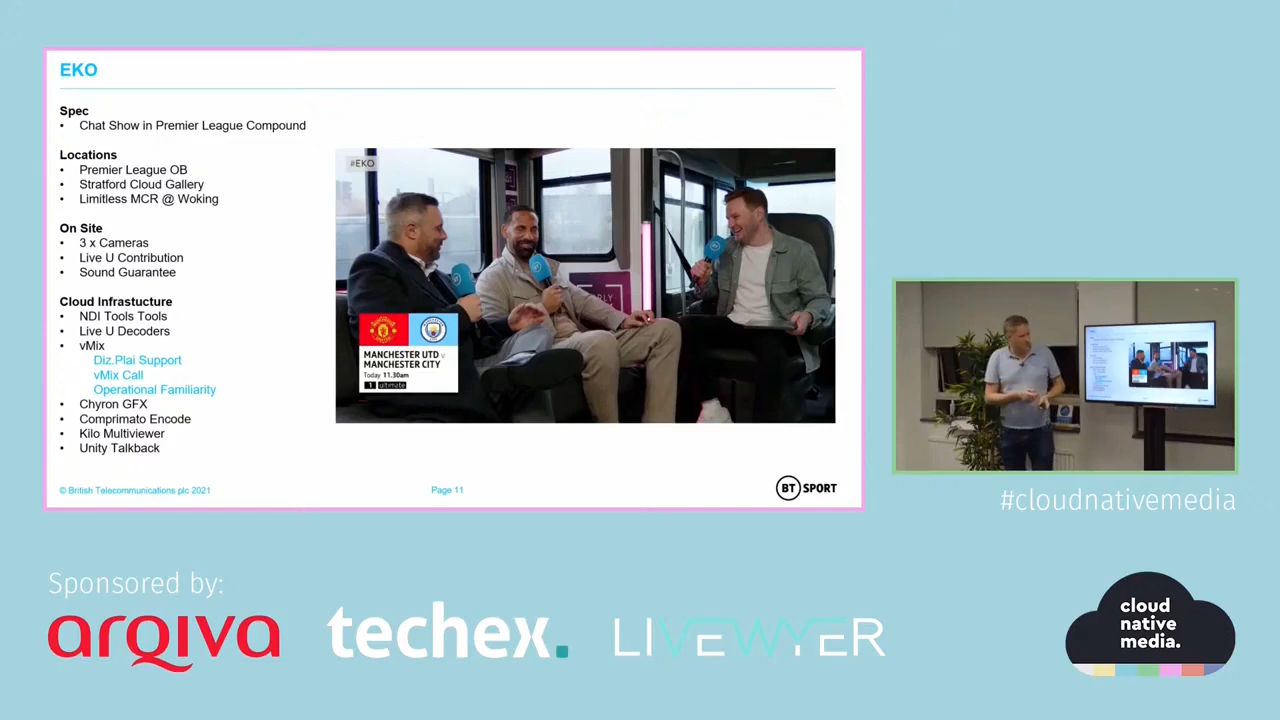 EKO
Spec
• Chat Show in Premier League Compound
Locations
• Premier League OB
• Stratford Cloud Gallery
• Limitless MCR @ Woking
On Site
• 3 x Cameras
• Live U Contribution
• Sound Guarantee
Cloud Infrastucture
• NDI Tools Tools
• Live U Decoders
• vMix
Diz.Plai Support
vMix Call
Operational Familiarity
• Chyron GFX
• Comprimato Encode
• Kilo Multiviewer
• Unity Talkback
#EKO
MANCHESTER UTD v
MANCHESTER CITY
Today 11.30am
1 ultimate
© British Telecommunications plc 2021
Page 11
BT SPORT
#cloudnativemedia
Sponsored by:
arqiva
techex.
LIVEWYER
cloud
native
media.